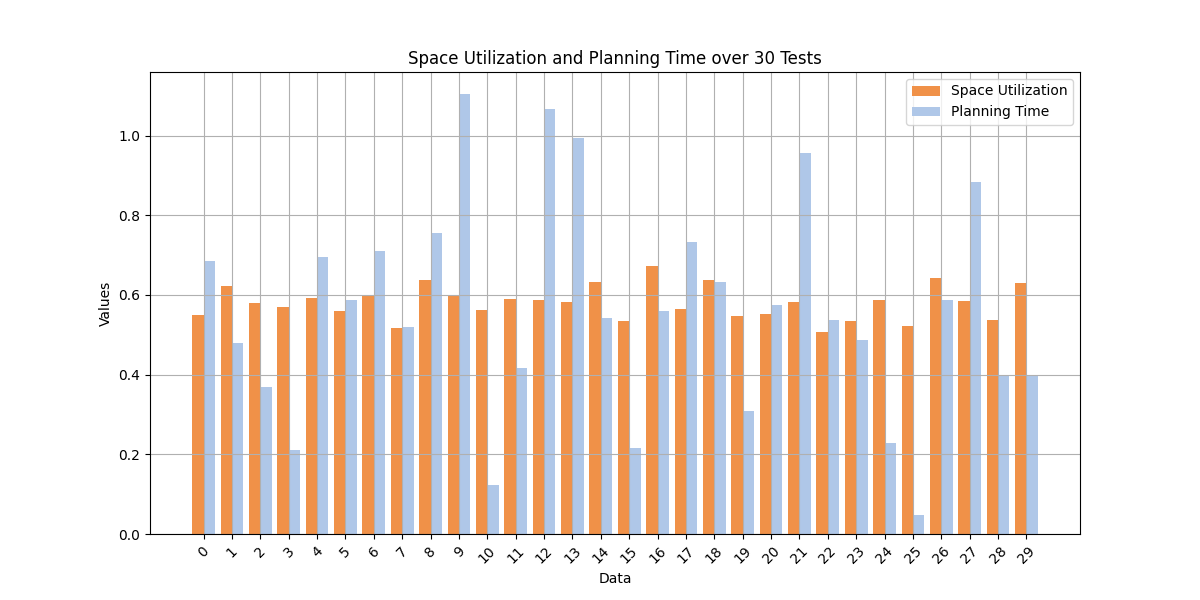 Space Utilization and Planning Time over 30 Tests
Space Utilization
Planning Time
Values
1.0
0.8
0.6
0.4
0.2
0.0
0 1 2 3 4 5 6 7 8 9 10 11 12 13 14 15 16 17 18 19 20 21 22 23 24 25 26 27 28 29
Data